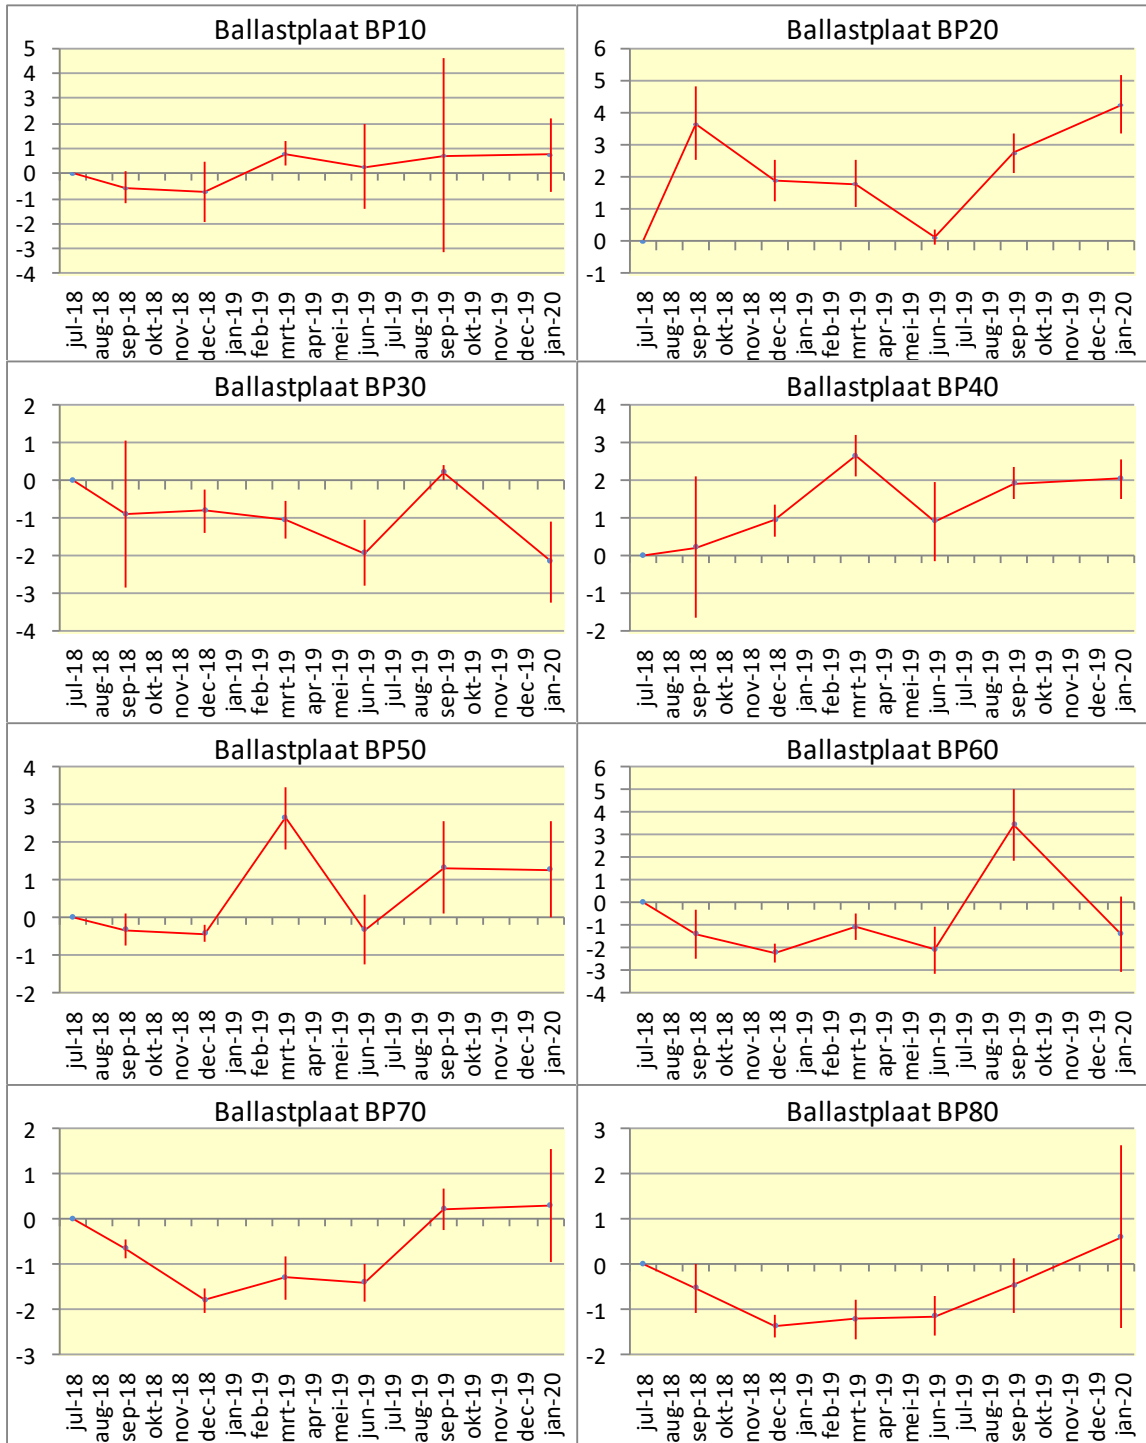 Ballastplaat BP10
5
4
3
2
1
0
-1
-2
-3
-4
jul-18
aug-18
sep-18
okt-18
nov-18
dec-18
jan-19
feb-19
mrt-19
apr-19
mei-19
jun-19
jul-19
aug-19
sep-19
okt-19
nov-19
dec-19
jan-20
Ballastplaat BP20
6
5
4
3
2
1
0
-1
jul-18
aug-18
sep-18
okt-18
nov-18
dec-18
jan-19
feb-19
mrt-19
apr-19
mei-19
jun-19
jul-19
aug-19
sep-19
okt-19
nov-19
dec-19
jan-20
Ballastplaat BP30
2
1
0
-1
-2
-3
-4
jul-18
aug-18
sep-18
okt-18
nov-18
dec-18
jan-19
feb-19
mrt-19
apr-19
mei-19
jun-19
jul-19
aug-19
sep-19
okt-19
nov-19
dec-19
jan-20
Ballastplaat BP40
4
3
2
1
0
-1
-2
jul-18
aug-18
sep-18
okt-18
nov-18
dec-18
jan-19
feb-19
mrt-19
apr-19
mei-19
jun-19
jul-19
aug-19
sep-19
okt-19
nov-19
dec-19
jan-20
Ballastplaat BP50
4
3
2
1
0
-1
-2
jul-18
aug-18
sep-18
okt-18
nov-18
dec-18
jan-19
feb-19
mrt-19
apr-19
mei-19
jun-19
jul-19
aug-19
sep-19
okt-19
nov-19
dec-19
jan-20
Ballastplaat BP60
6
5
4
3
2
1
0
-1
-2
-3
-4
jul-18
aug-18
sep-18
okt-18
nov-18
dec-18
jan-19
feb-19
mrt-19
apr-19
mei-19
jun-19
jul-19
aug-19
sep-19
okt-19
nov-19
dec-19
jan-20
Ballastplaat BP70
2
1
0
-1
-2
-3
jul-18
aug-18
sep-18
okt-18
nov-18
dec-18
jan-19
feb-19
mrt-19
apr-19
mei-19
jun-19
jul-19
aug-19
sep-19
okt-19
nov-19
dec-19
jan-20
Ballastplaat BP80
3
2
1
0
-1
-2
jul-18
aug-18
sep-18
okt-18
nov-18
dec-18
jan-19
feb-19
mrt-19
apr-19
mei-19
jun-19
jul-19
aug-19
sep-19
okt-19
nov-19
dec-19
jan-20